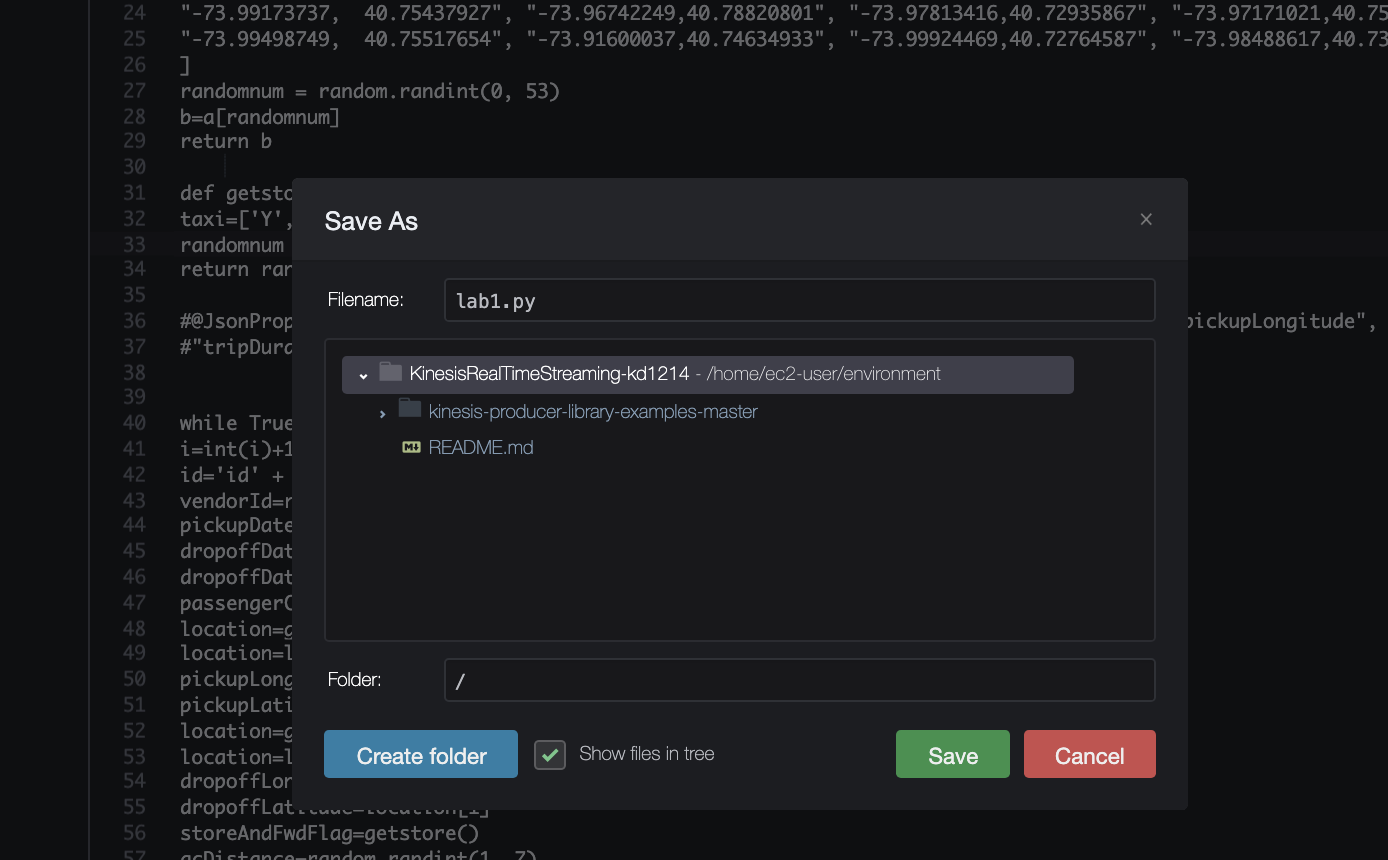 24 "-73.99173737, 40.75437927", "-73.96742249,40.78820801", "-73.97813416,40.72935867", "-73.97171021,40.75
25 "-73.99498749, 40.75517654", "-73.91600037,40.74634933", "-73.99924469,40.72764587", "-73.98488617,40.73
26 ]
27 randomnum = random.randint(0, 53)
28 b=a[randomnum]
29 return b
30
31 def getsto
32 taxi=['Y',
33 randomnum
34 return ran
35
36 #@JsonProp pickupLongitude",
37 #"tripDura
38
39
40 while True
41 i=int(i)+1
42 id='id' +
43 vendorId=r
44 pickupDate
45 dropoffDat
46 dropoffDat
47 passengerC
48 location=g
49 location=l
50 pickupLong
51 pickupLati
52 location=g
53 location=l
54 dropoffLon
55 dropoffLatitude=location[1]
56 storeAndFwdFlag=getstore()
57 gcDistance=random.randint(1, 7)
Save As
Filename: lab1.py
KinesisRealTimeStreaming-kd1214 - /home/ec2-user/environment
kinesis-producer-library-examples-master
M↓ README.md
Folder: /
Create folder Show files in tree Save Cancel